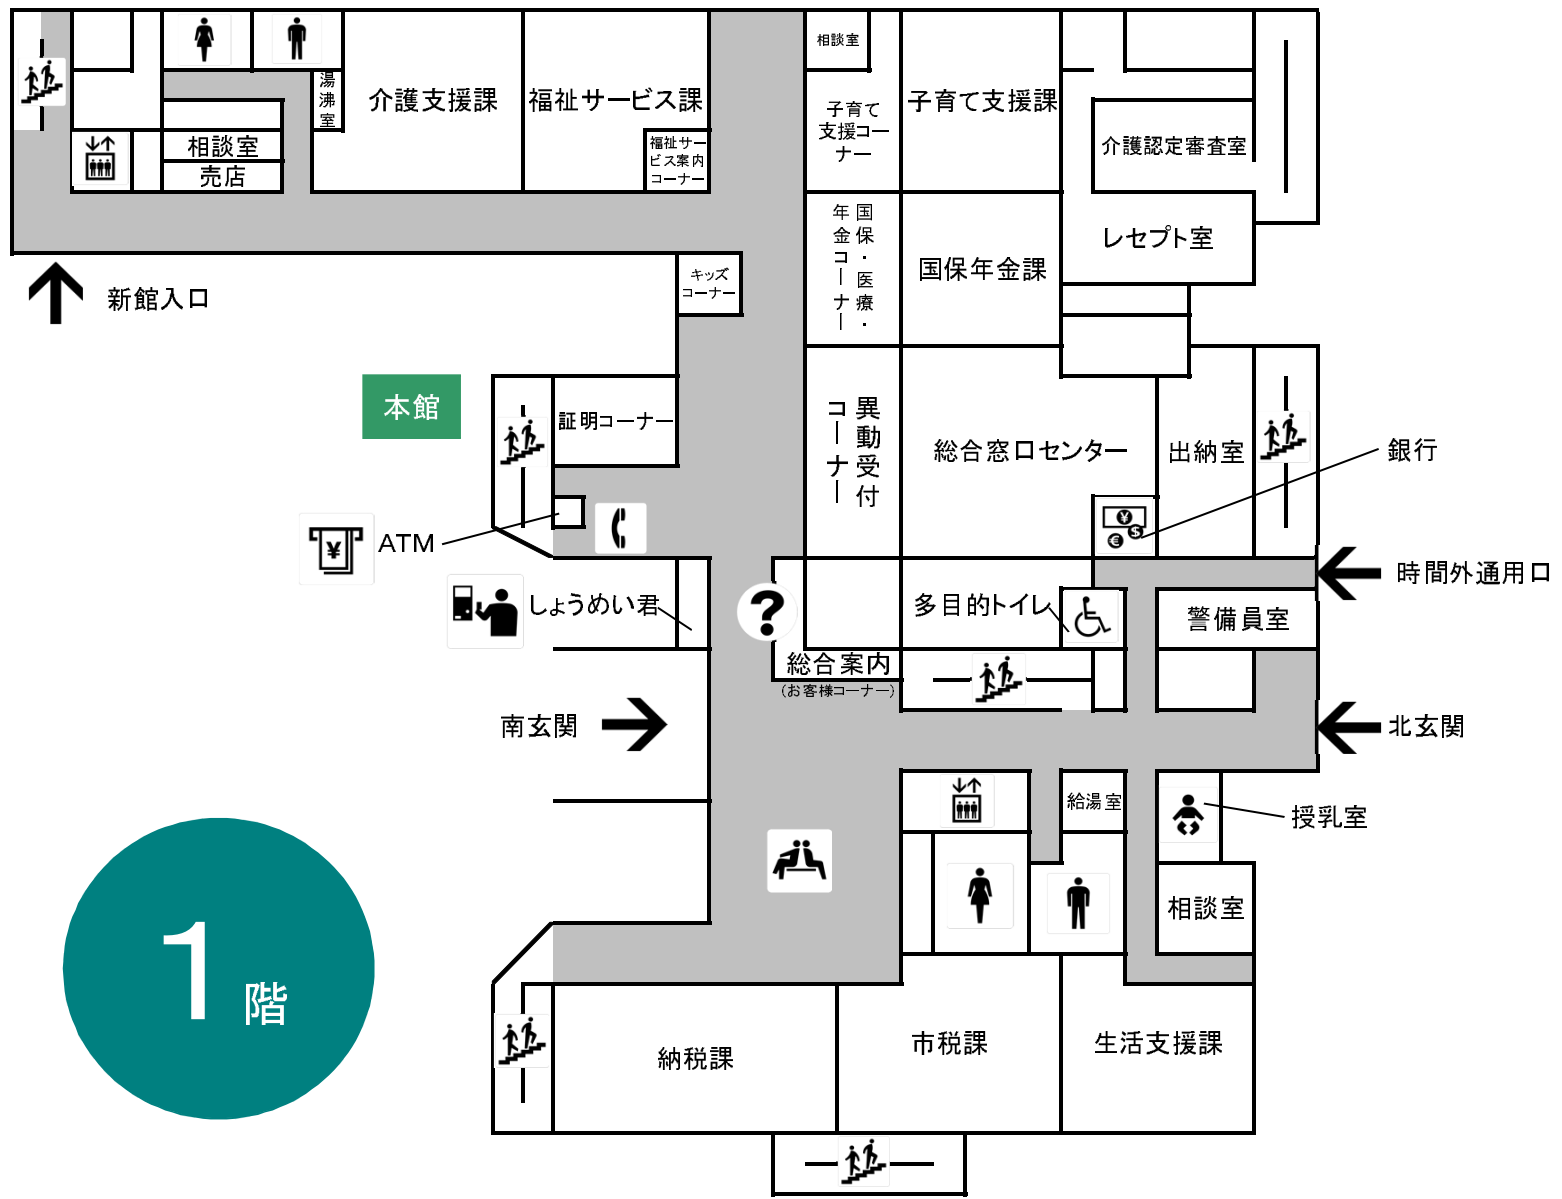 相談室
湯沸室
介護支援課
福祉サービス課
子育て支援課
子育て
支援コー
ナー
相談室
売店
福祉サー
ビス案内
コーナー
介護認定審査室
国保・医療・
年金コーナー
国保年金課
レセプト室
キッズ
コーナー
新館入口
本館
証明コーナー
異動受付
コーナー
総合窓口センター
出納室
銀行
ATM
時間外通用口
しょうめい君
多目的トイレ
警備員室
総合案内
(お客様コーナー)
南玄関
北玄関
給湯室
授乳室
相談室
1階
納税課
市税課
生活支援課